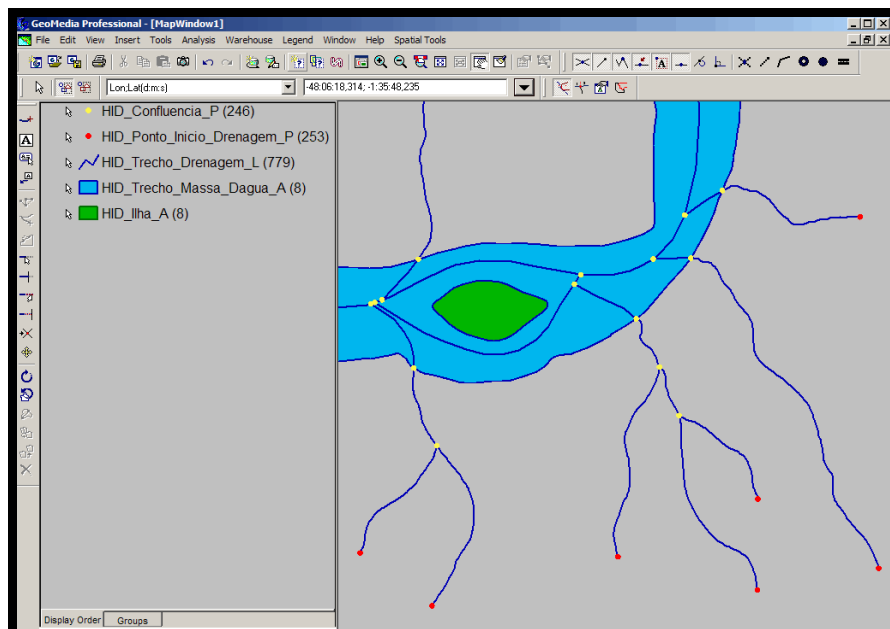 GeoMedia Professional - [MapWindow1]
File Edit View Insert Tools Analysis Warehouse Legend Window Help Spatial Tools
Lon;Lat(d:m:s) -48:06:18,314; -1:35:48,235
HID_Confluencia_P (246)
HID_Ponto_Inicio_Drenagem_P (253)
HID_Trecho_Drenagem_L (779)
HID_Trecho_Massa_Dagua_A (8)
HID_Ilha_A (8)
Display Order Groups